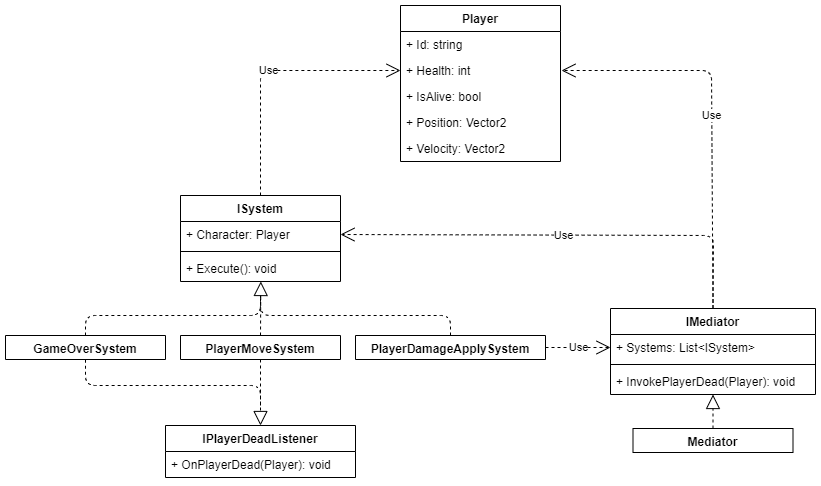 Player
+ Id: string
+ Health: int
+ IsAlive: bool
+ Position: Vector2
+ Velocity: Vector2
Use
Use
ISystem
+ Character: Player
+ Execute(): void
Use
IMediator
+ Systems: List<ISystem>
+ InvokePlayerDead(Player): void
GameOverSystem
PlayerMoveSystem
PlayerDamageApplySystem
Use
IPlayerDeadListener
+ OnPlayerDead(Player): void
Mediator